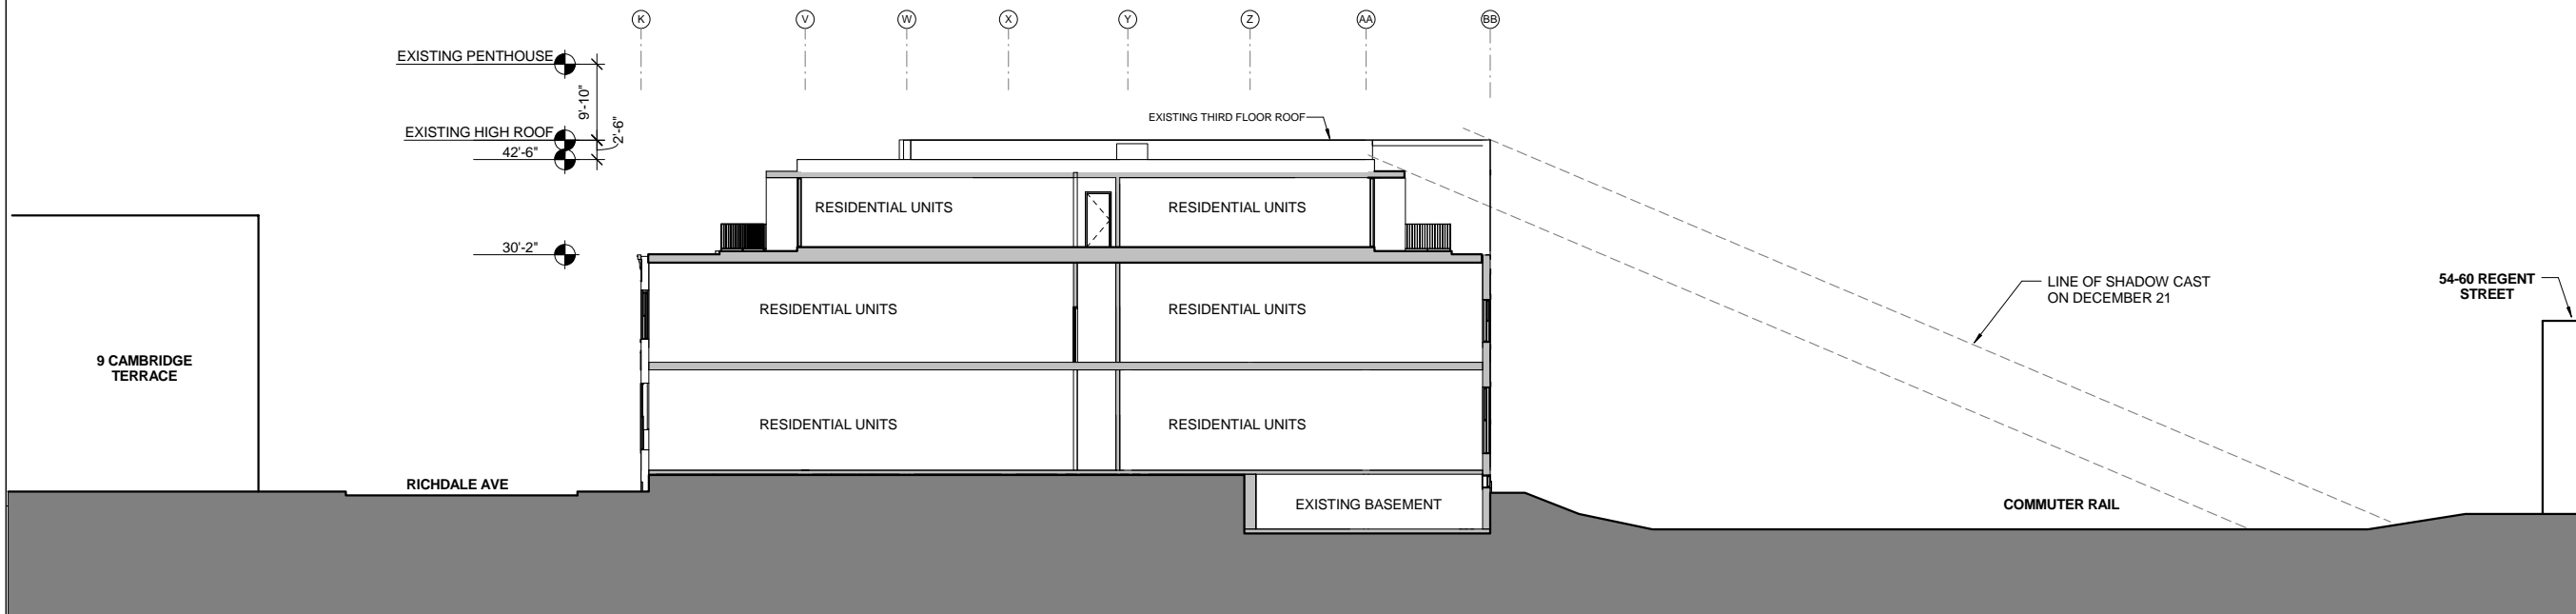 K V W X Y Z AA BB
EXISTING PENTHOUSE
9'-10"
2'-6"
EXISTING HIGH ROOF
42'-6"
EXISTING THIRD FLOOR ROOF
RESIDENTIAL UNITS RESIDENTIAL UNITS
30'-2"
LINE OF SHADOW CAST
ON DECEMBER 21
54-60 REGENT
STREET
RESIDENTIAL UNITS RESIDENTIAL UNITS
9 CAMBRIDGE
TERRACE
RESIDENTIAL UNITS RESIDENTIAL UNITS
RICHDALE AVE
EXISTING BASEMENT
COMMUTER RAIL